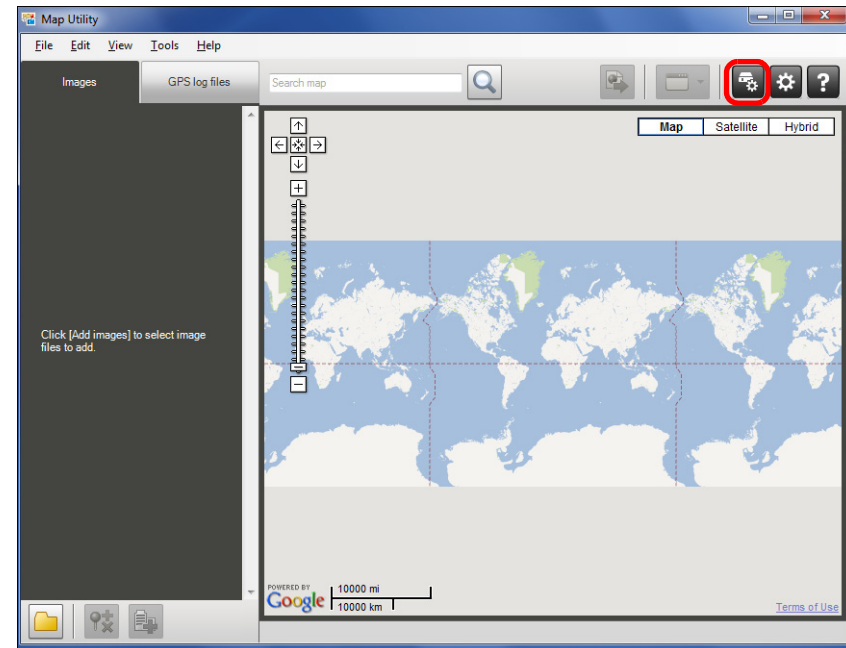 Map Utility
File Edit View Tools Help
Images
GPS log files
Search map
?
Map
Satellite
Hybrid
Click [Add images] to select image
files to add.
POWERED BY
Google
10000 mi
10000 km
Terms of Use